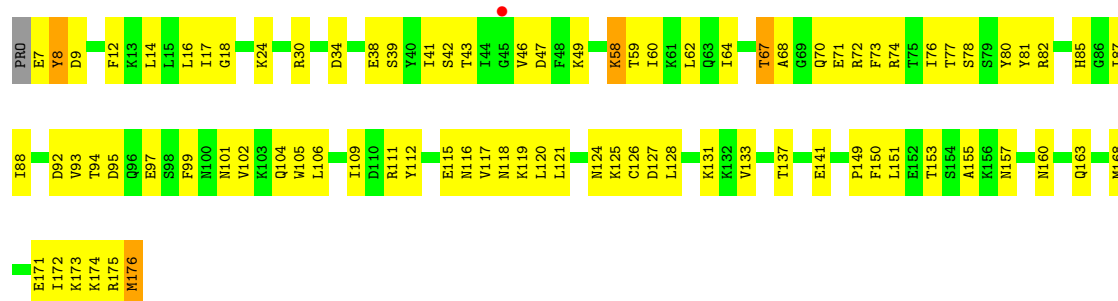 PRO E7 Y8 D9 F12 K13 L14 L15 L16 I17 G18 K24 R30 D34 E38 S39 Y40 I41 S42 T43 I44 G45 V46 D47 F48 K49 K58 T59 I60 K61 L62 Q63 I64 T67 A68 G69 Q70 E71 R72 F73 R74 T75 I76 T77 S78 S79 Y80 Y81 R82 H85 G86 I87
I88 D92 V93 T94 D95 Q96 E97 S98 F99 N100 N101 V102 K103 Q104 W105 L106 I109 D110 R111 Y112 E115 N116 V117 N118 K119 L120 L121 N124 K125 C126 D127 L128 K131 K132 V133 T137 E141 P149 F150 L151 E152 T153 S154 A155 K156 N157 N160 Q163 M168
E171 I172 K173 K174 R175 M176